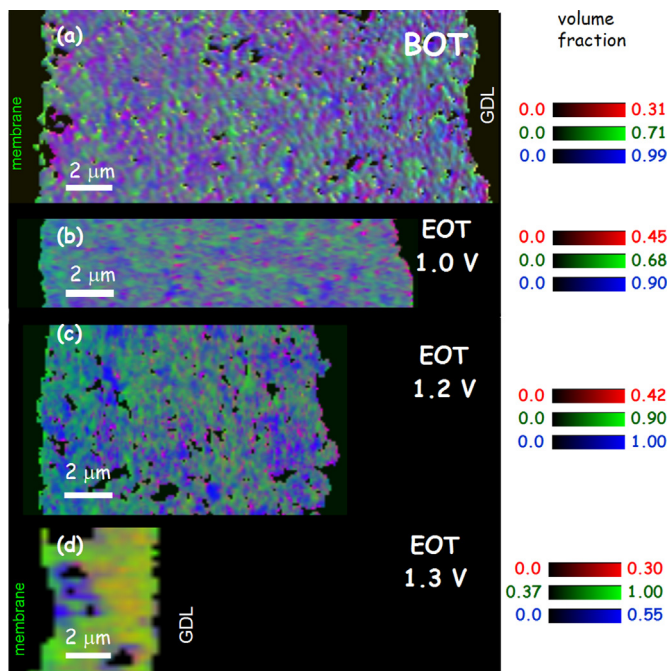 volume
fraction
(a)
BOT
membrane
GDL
2 μm
0.0 0.31
0.0 0.71
0.0 0.99
(b)
EOT
1.0 V
2 μm
0.0 0.45
0.0 0.68
0.0 0.90
(c)
EOT
1.2 V
2 μm
0.0 0.42
0.0 0.90
0.0 1.00
(d)
EOT
1.3 V
membrane
GDL
2 μm
0.0 0.30
0.37 1.00
0.0 0.55